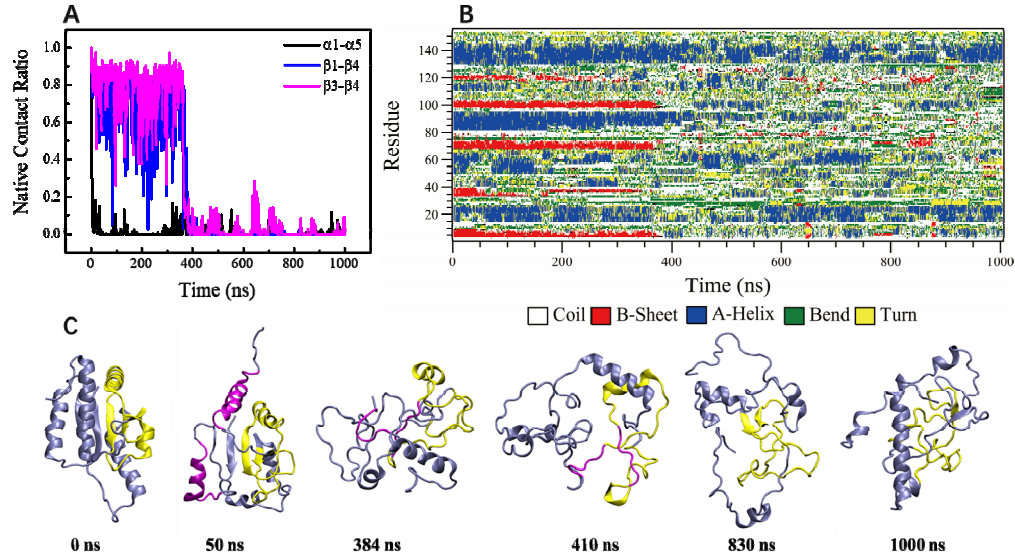 A
Native Contact Ratio
1.0
0.8
0.6
0.4
0.2
0.0
α1–α5
β1–β4
β3–β4
0 200 400 600 800 1000
Time (ns)
B
Residue
140
120
100
80
60
40
20
0 200 400 600 800 1000
Time (ns)
Coil B-Sheet A-Helix Bend Turn
C
0 ns 50 ns 384 ns 410 ns 830 ns 1000 ns